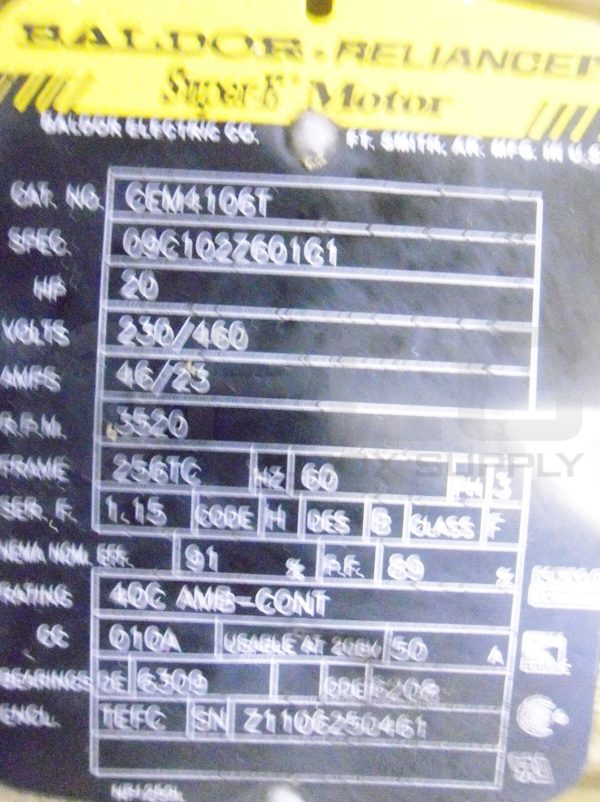 BALDOR · RELIANCER
Super-E Motor
BALDOR ELECTRIC CO. FT. SMITH, AR. MFG. IN U.S.
CAT. NO. CEM4106T
SPEC. 09C102Z601G1
HP 20
VOLTS 230/460
AMPS 46/23
R.P.M. 3520
FRAME 256TC HZ 60 PH 3
SER. F. 1.15 CODE H DES B CLASS F
NEMA NOM. EFF. 91 % P.F. 89 %
RATING 40C AMB-CONT
CC 010A USABLE AT 208V 50 A
BEARINGS DE 6309 ODE 6208
ENCL. TEFC SN Z1106250461
X SUPPLY